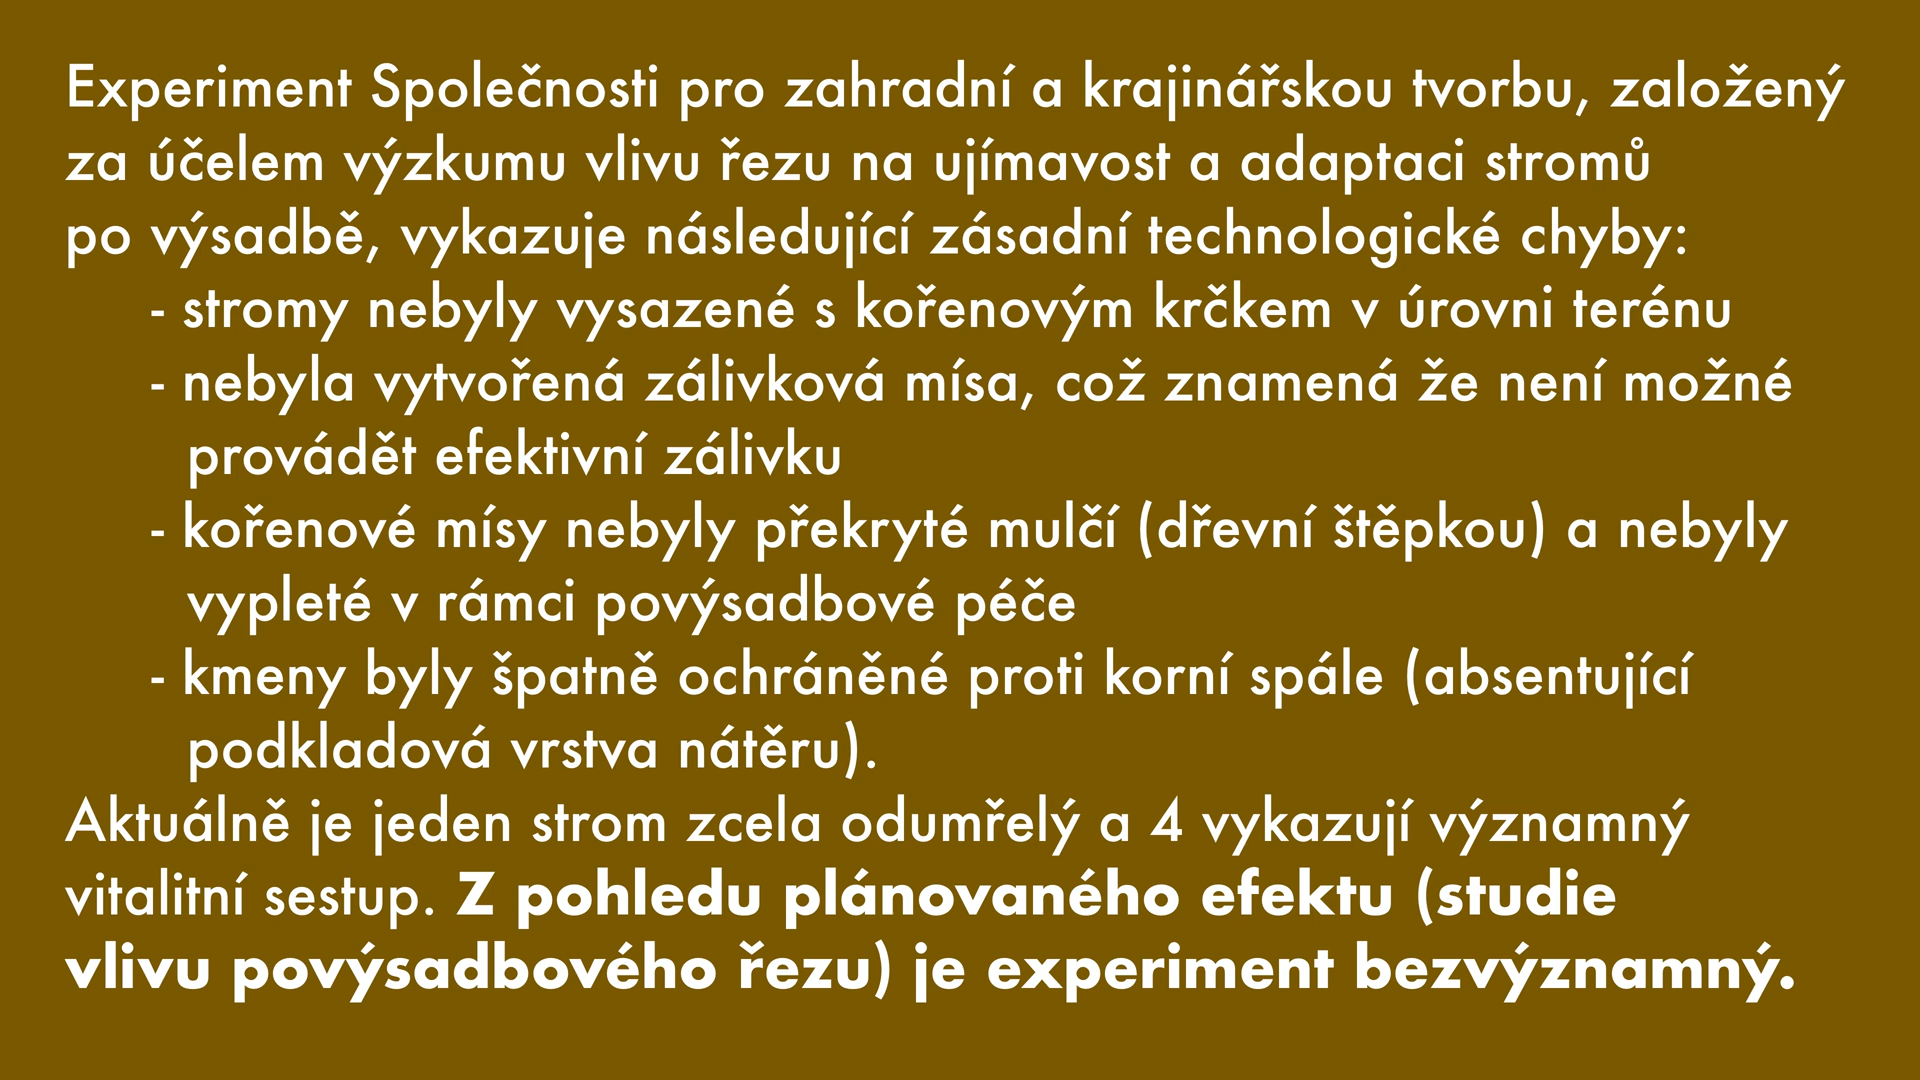 Experiment Společnosti pro zahradní a krajinářskou tvorbu, založený
za účelem výzkumu vlivu řezu na ujímavost a adaptaci stromů
po výsadbě, vykazuje následující zásadní technologické chyby:
- stromy nebyly vysazené s kořenovým krčkem v úrovni terénu
- nebyla vytvořená zálivková mísa, což znamená že není možné
provádět efektivní zálivku
- kořenové mísy nebyly překryté mulčí (dřevní štěpkou) a nebyly
vypleté v rámci povýsadbové péče
- kmeny byly špatně ochráněné proti korní spále (absentující
podkladová vrstva nátěru).
Aktuálně je jeden strom zcela odumřelý a 4 vykazují významný
vitalitní sestup. Z pohledu plánovaného efektu (studie
vlivu povýsadbového řezu) je experiment bezvýznamný.